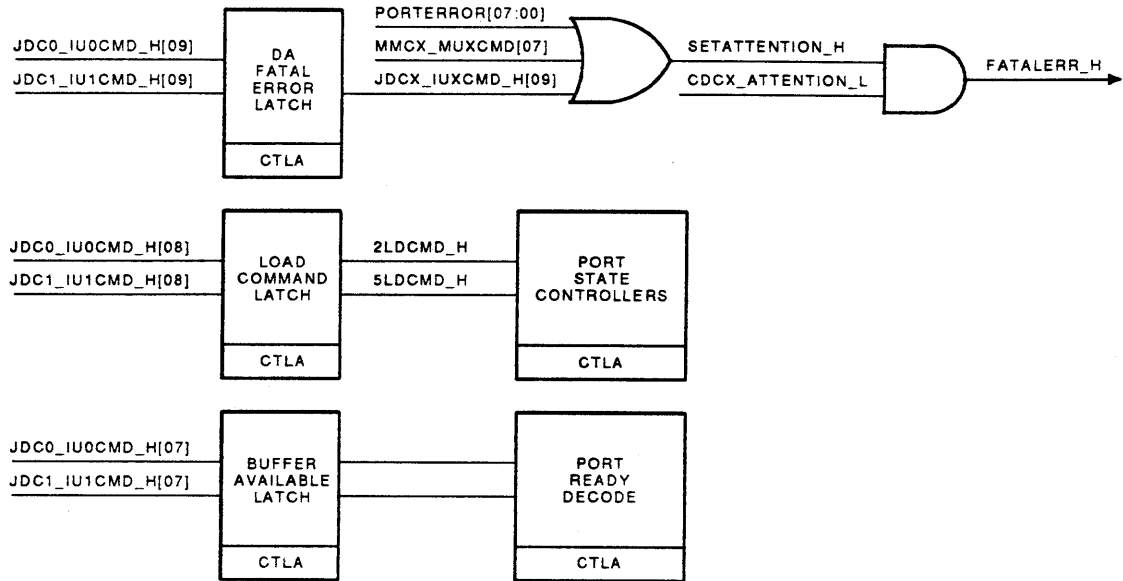 PORTERROR[07:00]
JDC0_IU0CMD_H[09]
DA
FATAL
ERROR
LATCH
MMCX_MUXCMD[07]
SETATTENTION_H
FATALERR_H
JDC1_IU1CMD_H[09]
JDCX_IUXCMD_H[09]
CDCX_ATTENTION_L
CTLA
JDC0_IU0CMD_H[08]
LOAD
COMMAND
LATCH
2LDCMD_H
PORT
STATE
CONTROLLERS
JDC1_IU1CMD_H[08]
5LDCMD_H
CTLA
CTLA
JDC0_IU0CMD_H[07]
BUFFER
AVAILABLE
LATCH
PORT
READY
DECODE
JDC1_IU1CMD_H[07]
CTLA
CTLA